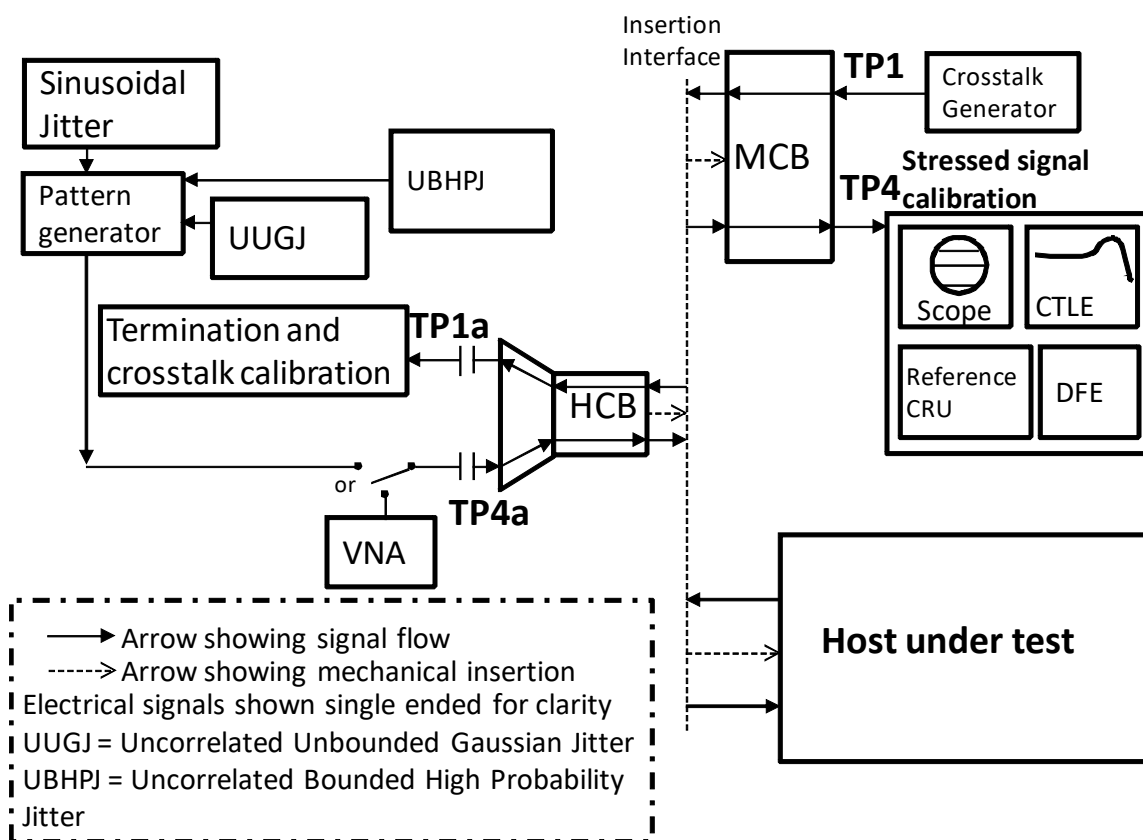 Insertion
Interface
Sinusoidal
Jitter
TP1
Crosstalk
Generator
UBHPJ
MCB
Pattern
generator
UUGJ
TP4
Stressed signal
calibration
Scope
CTLE
Termination and
crosstalk calibration
TP1a
HCB
Reference
CRU
DFE
or
TP4a
VNA
Host under test
Arrow showing signal flow
Arrow showing mechanical insertion
Electrical signals shown single ended for clarity
UUGJ = Uncorrelated Unbounded Gaussian Jitter
UBHPJ = Uncorrelated Bounded High Probability
Jitter